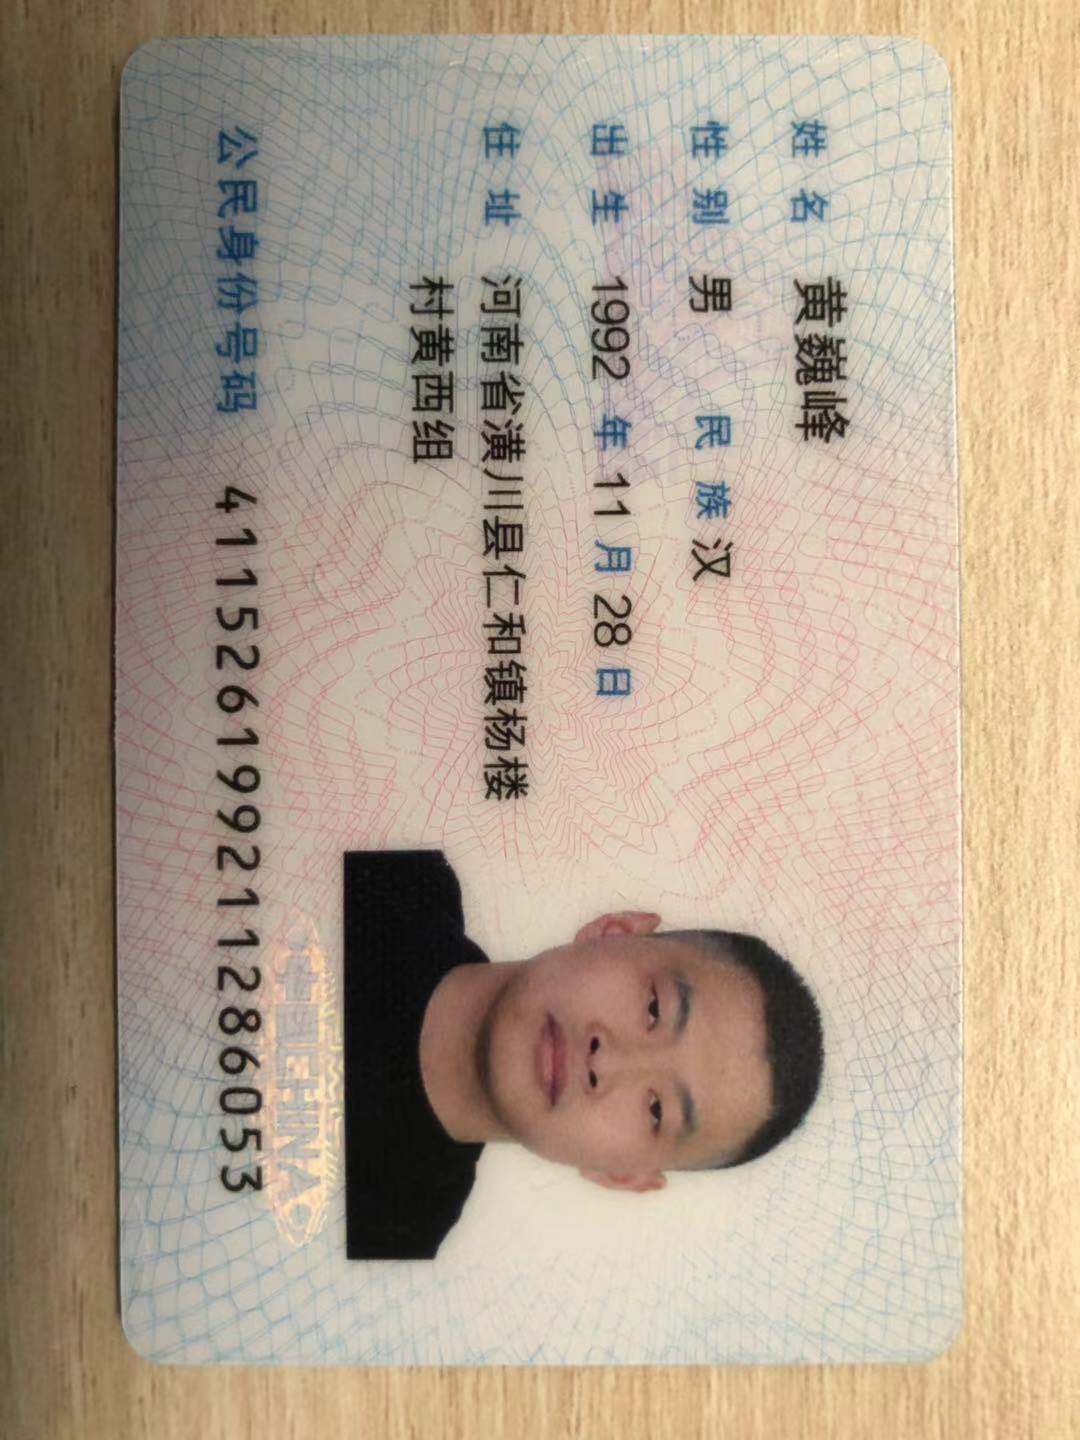 姓名 黄巍峰
性别 男 民族 汉
出生 1992 年 11 月 28 日
住址 河南省潢川县仁和镇杨楼
村黄西组
公民身份号码 411526199211286053
中国CHINA